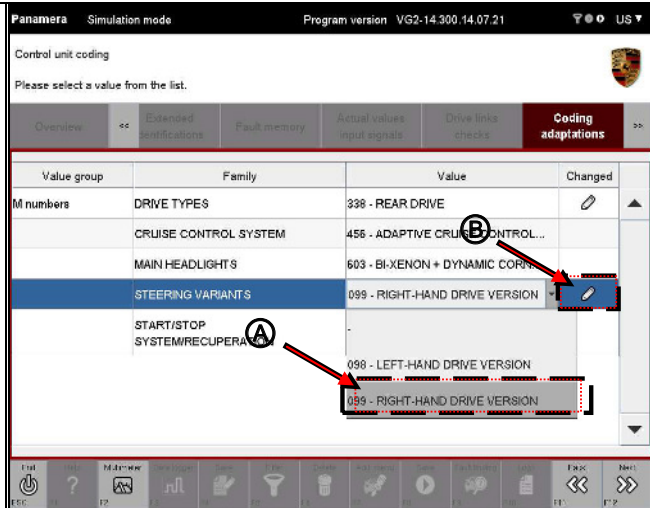 Panamera Simulation mode Program version VG2-14.300.14.07.21 US
Control unit coding
Please select a value from the list.
Overview << Extended identifications Fault memory Actual values input signals Drive links checks Coding adaptations >>
Value group Family Value Changed
M numbers DRIVE TYPES 338 - REAR DRIVE
CRUISE CONTROL SYSTEM 456 - ADAPTIVE CRUISE CONTROL...
MAIN HEADLIGHTS 603 - BI-XENON + DYNAMIC CORN...
B
STEERING VARIANTS 099 - RIGHT-HAND DRIVE VERSION
START/STOP
SYSTEM/RECUPERATION
-
A
098 - LEFT-HAND DRIVE VERSION
099 - RIGHT-HAND DRIVE VERSION
Multimeter Filter Delete Save Back Next
ESC F2 F11 F12